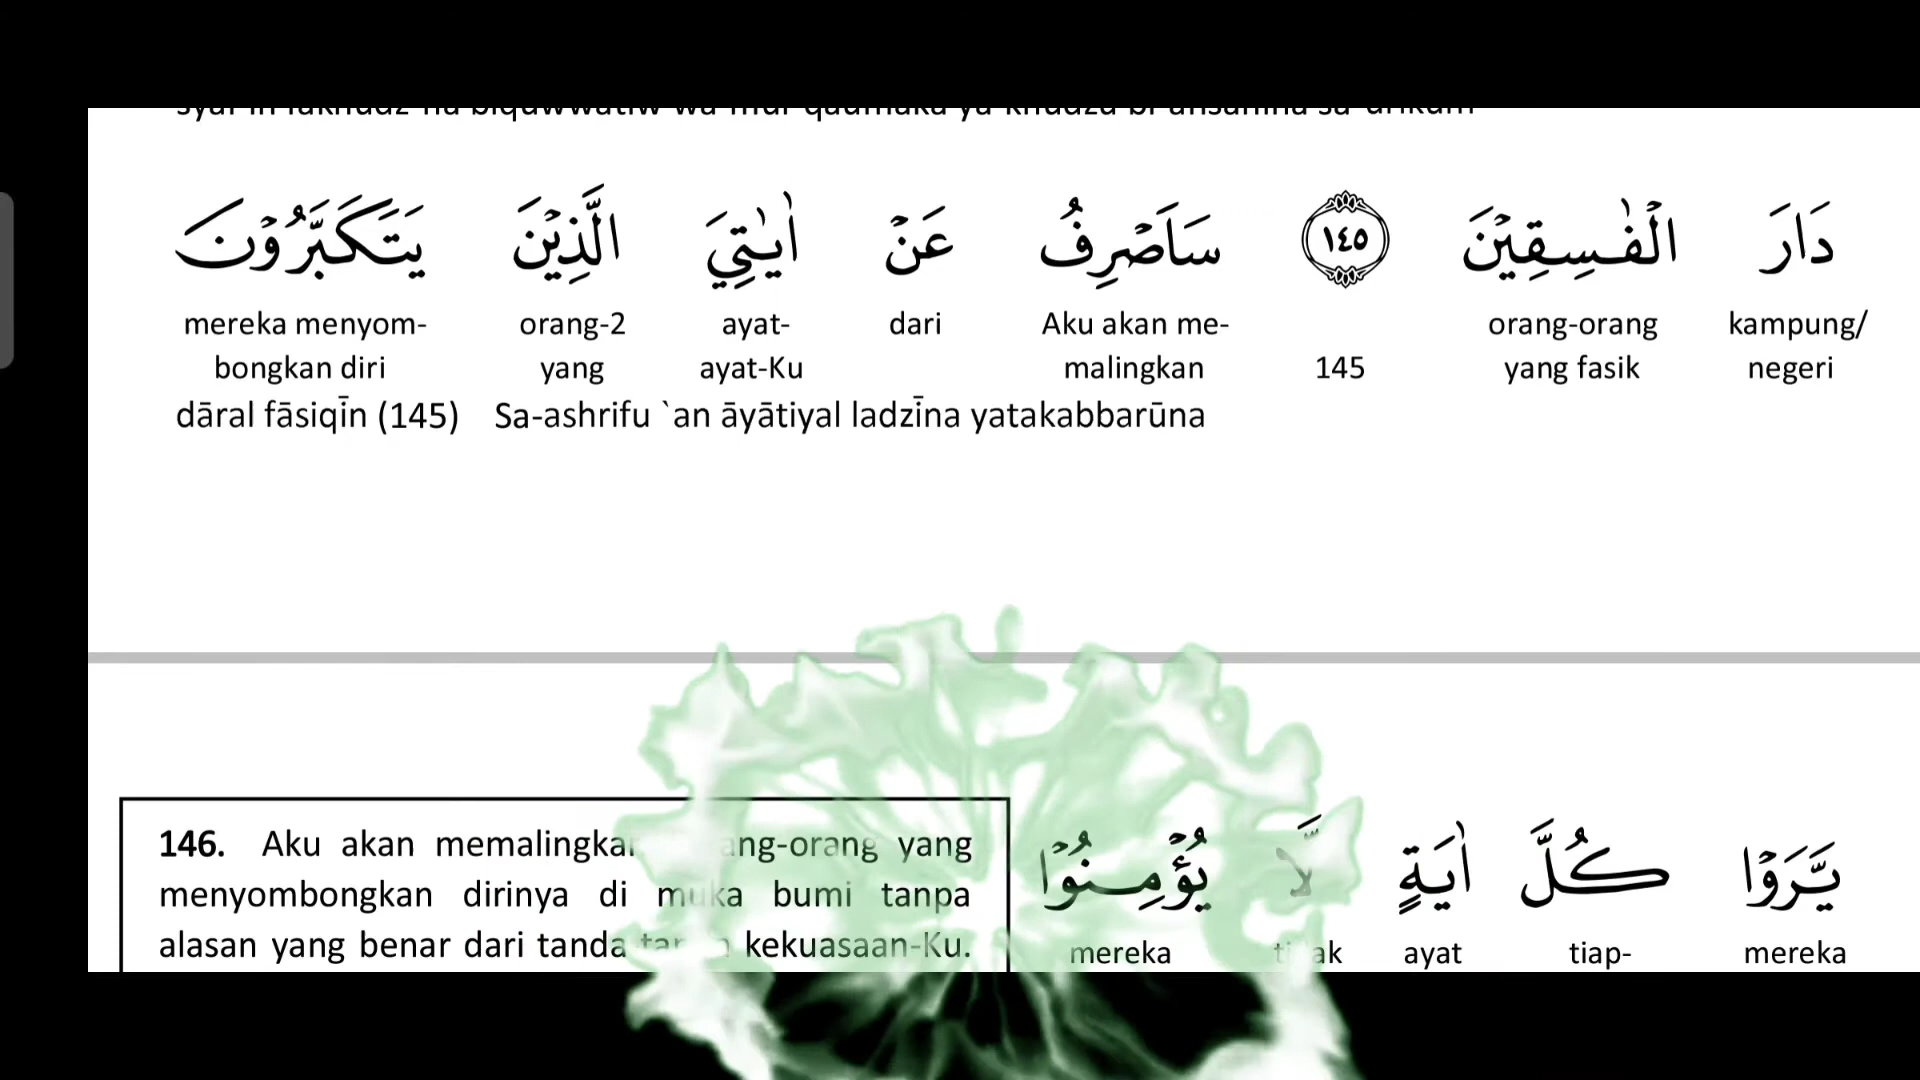 دَارَ الْفٰسِقِيْنَ ١٤٥ سَاَصْرِفُ عَنْ اٰيٰتِيَ الَّذِيْنَ يَتَكَبَّرُوْنَ
kampung/ orang-orang Aku akan me- dari ayat- orang-2 mereka menyom-
negeri yang fasik 145 malingkan ayat-Ku yang bongkan diri
dāral fāsiqīn (145) Sa-ashrifu `an āyātiyal ladzīna yatakabbarūna
يَّرَوْا كُلَّ اٰيَةٍ لَّا يُؤْمِنُوْا
mereka tiap- ayat mereka
146. Aku akan yang
menyombongkan dirinya di muka bumi tanpa
alasan yang benar dari tanda kekuasaan-Ku.